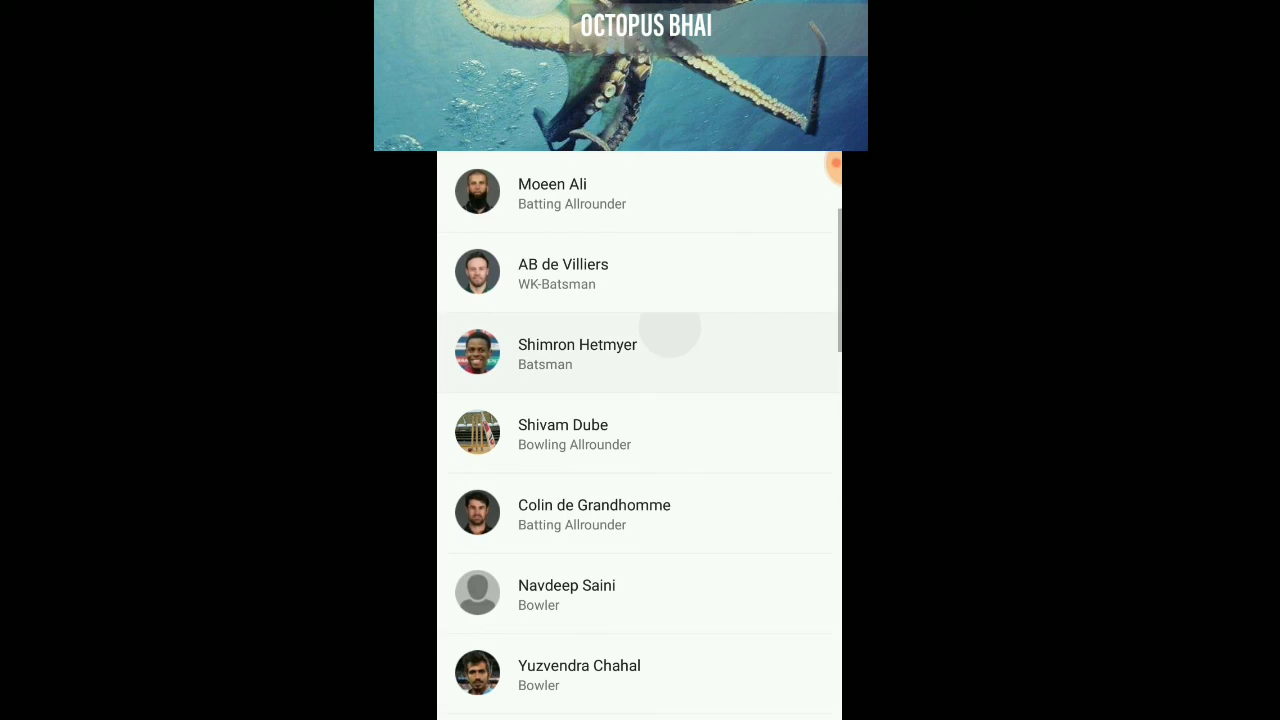 OCTOPUS BHAI
Moeen Ali
Batting Allrounder
AB de Villiers
WK-Batsman
Shimron Hetmyer
Batsman
Shivam Dube
Bowling Allrounder
Colin de Grandhomme
Batting Allrounder
Navdeep Saini
Bowler
Yuzvendra Chahal
Bowler